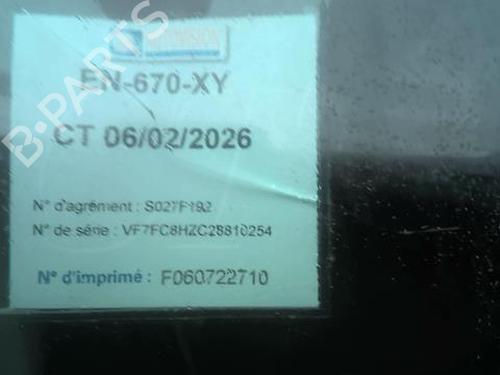 EN-670-XY
CT 06/02/2026
N° d'agrément : S027F192
N° de série : VF7FC8HZC28810254
N° d'imprimé : F060722710
B-PARTS